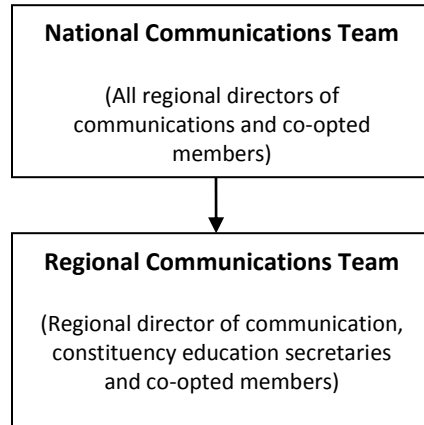 National Communications Team
(All regional directors of
communications and co-opted
members)
Regional Communications Team
(Regional director of communication,
constituency education secretaries
and co-opted members)